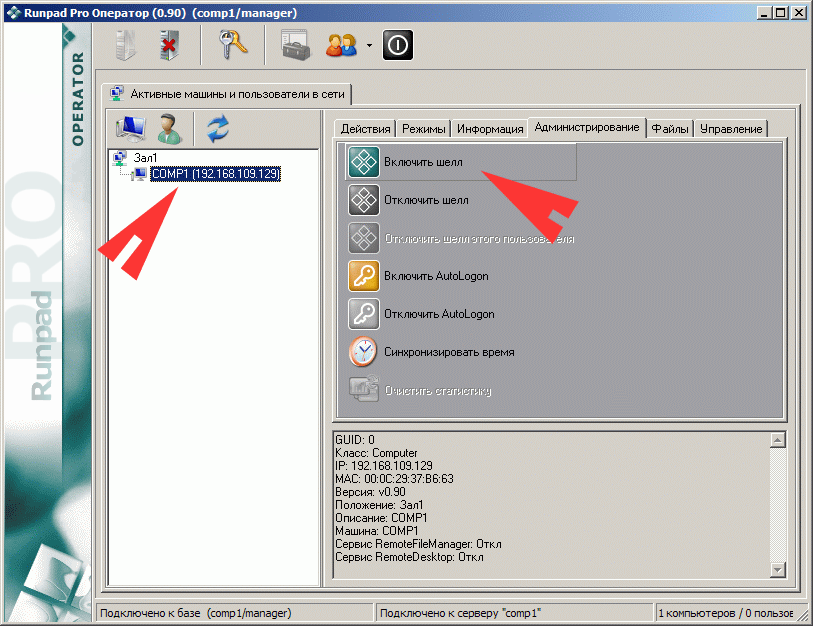 Runpad Pro Оператор (0.90) (comp1/manager)
OPERATOR
Runpad
PRO
Активные машины и пользователи в сети
Зал1
COMP1 (192.168.109.129)
Действия Режимы Информация Администрирование Файлы Управление
Включить шелл
Отключить шелл
Отключить шелл этого пользователя
Включить AutoLogon
Отключить AutoLogon
Синхронизировать время
Очистить статистику
GUID: 0
Класс: Computer
IP: 192.168.109.129
MAC: 00:0C:29:37:B6:63
Версия: v0.90
Положение: Зал1
Описание: COMP1
Машина: COMP1
Сервис RemoteFileManager: Откл
Сервис RemoteDesktop: Откл
Подключено к базе (comp1/manager) Подключено к серверу "comp1" 1 компьютеров / 0 пользов